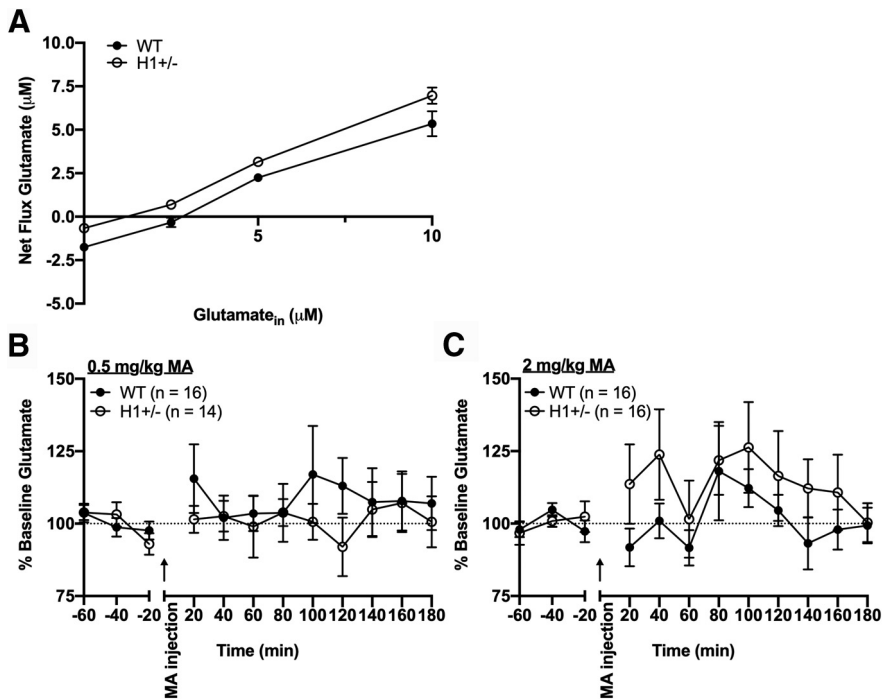 A
WT
H1+/-
10.0
7.5
5.0
2.5
0.0
-2.5
-5.0
Net Flux Glutamate (μM)
5
10
Glutamatein (μM)
B
0.5 mg/kg MA
WT (n = 16)
H1+/- (n = 14)
150
125
100
75
% Baseline Glutamate
-60 -40 -20 20 40 60 80 100 120 140 160 180
MA injection
Time (min)
C
2 mg/kg MA
WT (n = 16)
H1+/- (n = 16)
150
125
100
75
% Baseline Glutamate
-60 -40 -20 20 40 60 80 100 120 140 160 180
MA injection
Time (min)